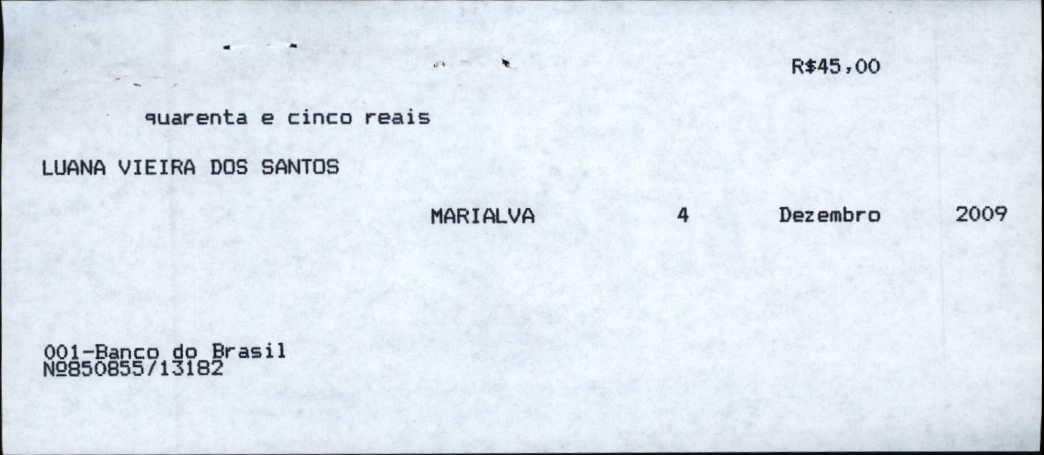 R$45,00
quarenta e cinco reais
LUANA VIEIRA DOS SANTOS
MARIALVA 4 Dezembro 2009
001-Banco do Brasil
Nº850855/13182